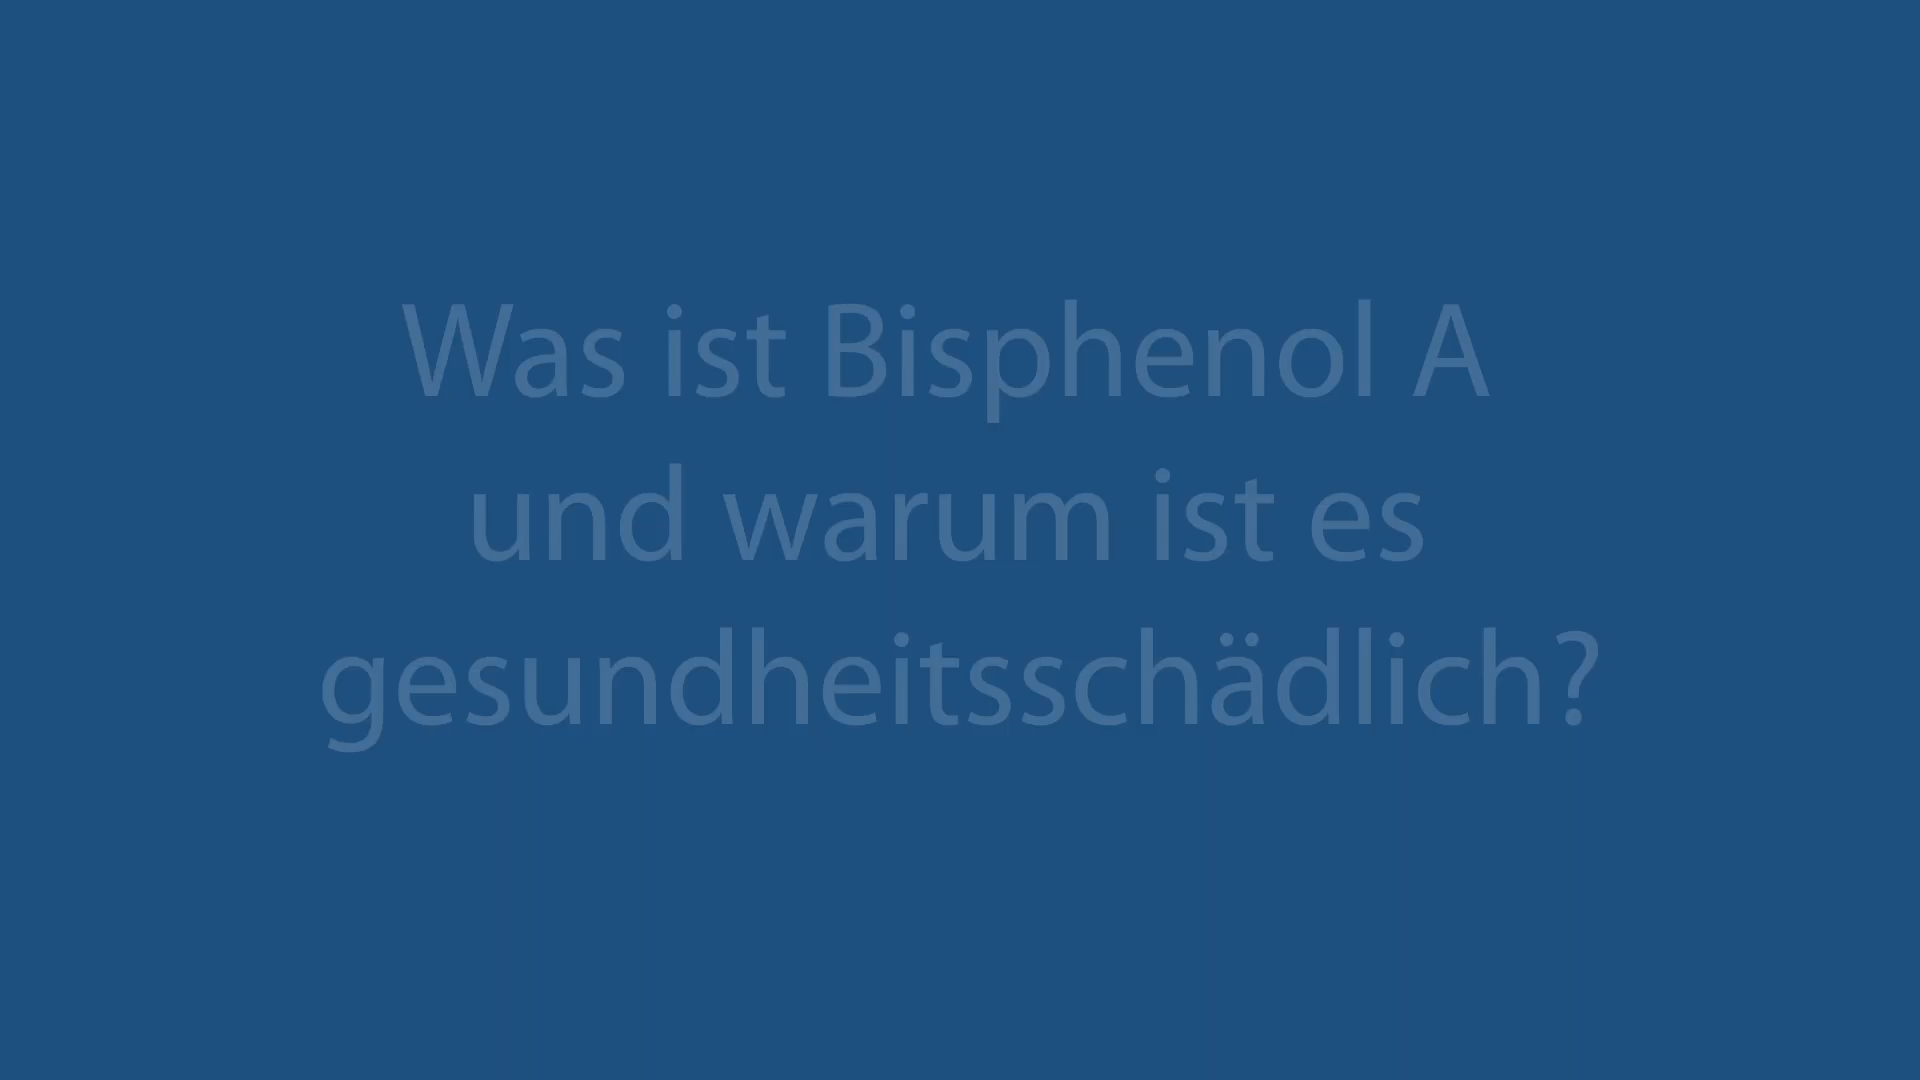 Was ist Bisphenol A
und warum ist es
gesundheitsschädlich?